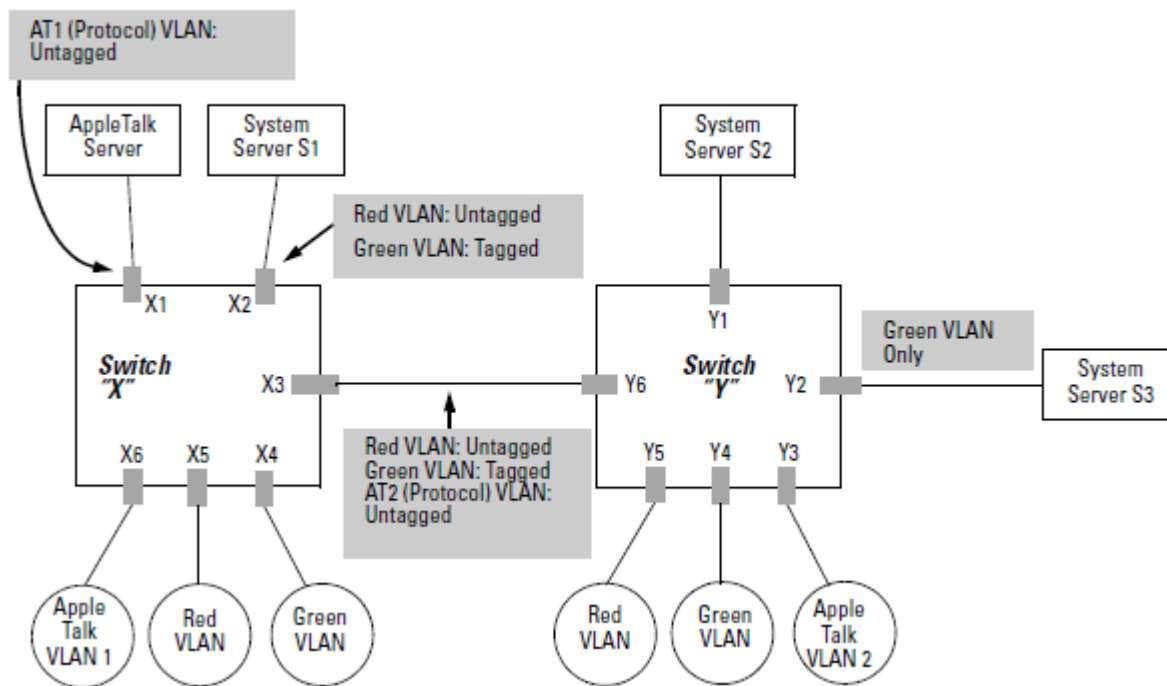 AT1 (Protocol) VLAN:
Untagged
AppleTalk
Server
System
Server S1
System
Server S2
Red VLAN: Untagged
Green VLAN: Tagged
X1
X2
Y1
Green VLAN
Only
Switch
"X"
X3
Y6
Switch
"Y"
Y2
System
Server S3
X6
X5
X4
Red VLAN: Untagged
Green VLAN: Tagged
AT2 (Protocol) VLAN:
Untagged
Y5
Y4
Y3
Apple
Talk
VLAN 1
Red
VLAN
Green
VLAN
Red
VLAN
Green
VLAN
Apple
Talk
VLAN 2